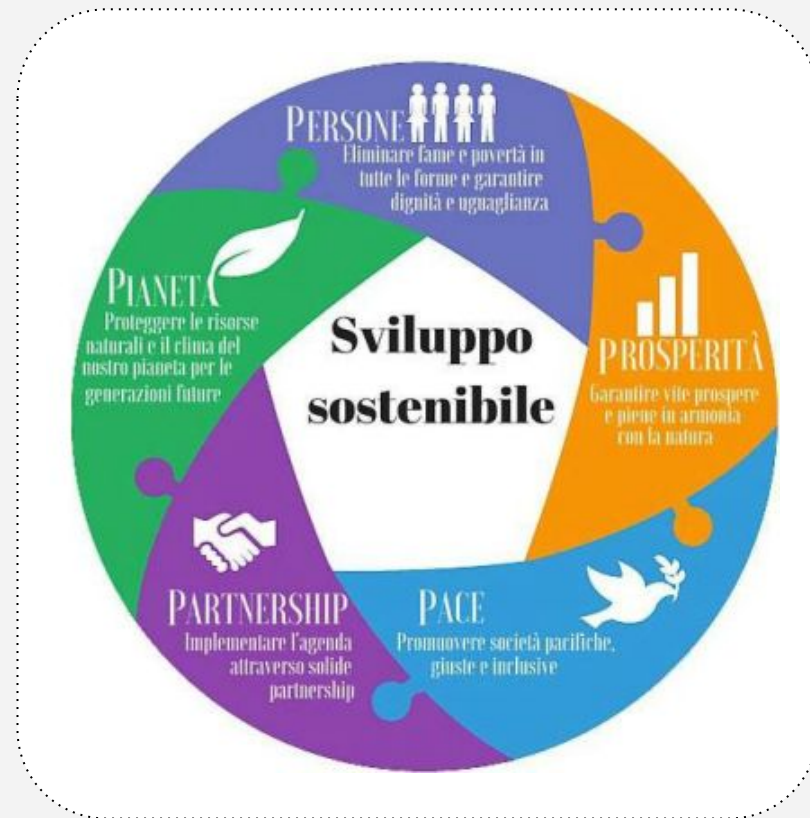 PERSONE
Eliminare fame e povertà in
tutte le forme e garantire
dignità e uguaglianza
PROSPERITÀ
Garantire vite prospere
e piene in armonia
con la natura
PACE
Promuovere società pacifiche,
giuste e inclusive
PARTNERSHIP
Implementare l'agenda
attraverso solide
partnership
PIANETA
Proteggere le risorse
naturali e il clima del
nostro pianeta per le
generazioni future
Sviluppo
sostenibile